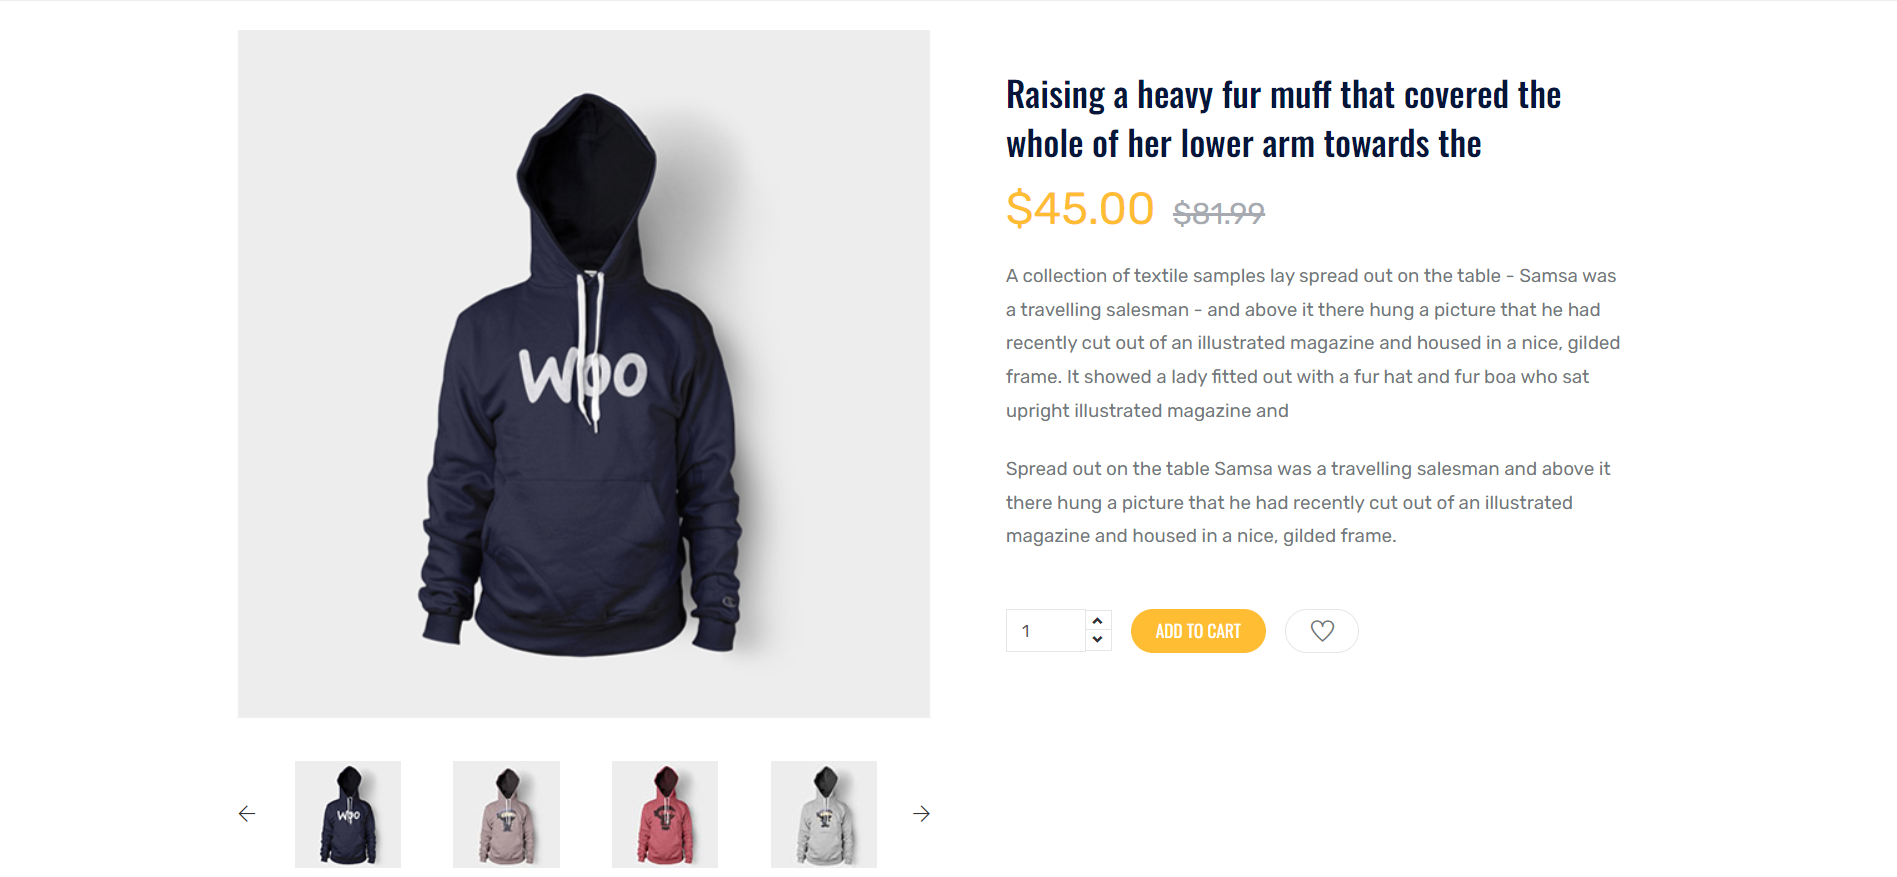 Woo
Raising a heavy fur muff that covered the
whole of her lower arm towards the
$45.00 $81.99
A collection of textile samples lay spread out on the table - Samsa was
a travelling salesman - and above it there hung a picture that he had
recently cut out of an illustrated magazine and housed in a nice, gilded
frame. It showed a lady fitted out with a fur hat and fur boa who sat
upright illustrated magazine and
Spread out on the table Samsa was a travelling salesman and above it
there hung a picture that he had recently cut out of an illustrated
magazine and housed in a nice, gilded frame.
1 ADD TO CART
Woo